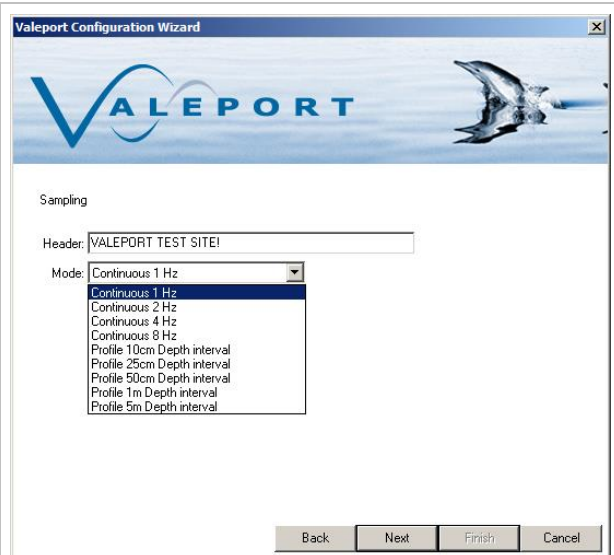 Valeport Configuration Wizard
VALEPORT
Sampling
Header: VALEPORT TEST SITE!
Mode: Continuous 1 Hz
Continuous 1 Hz
Continuous 2 Hz
Continuous 4 Hz
Continuous 8 Hz
Profile 10cm Depth interval
Profile 25cm Depth interval
Profile 50cm Depth interval
Profile 1m Depth interval
Profile 5m Depth interval
Back Next Finish Cancel